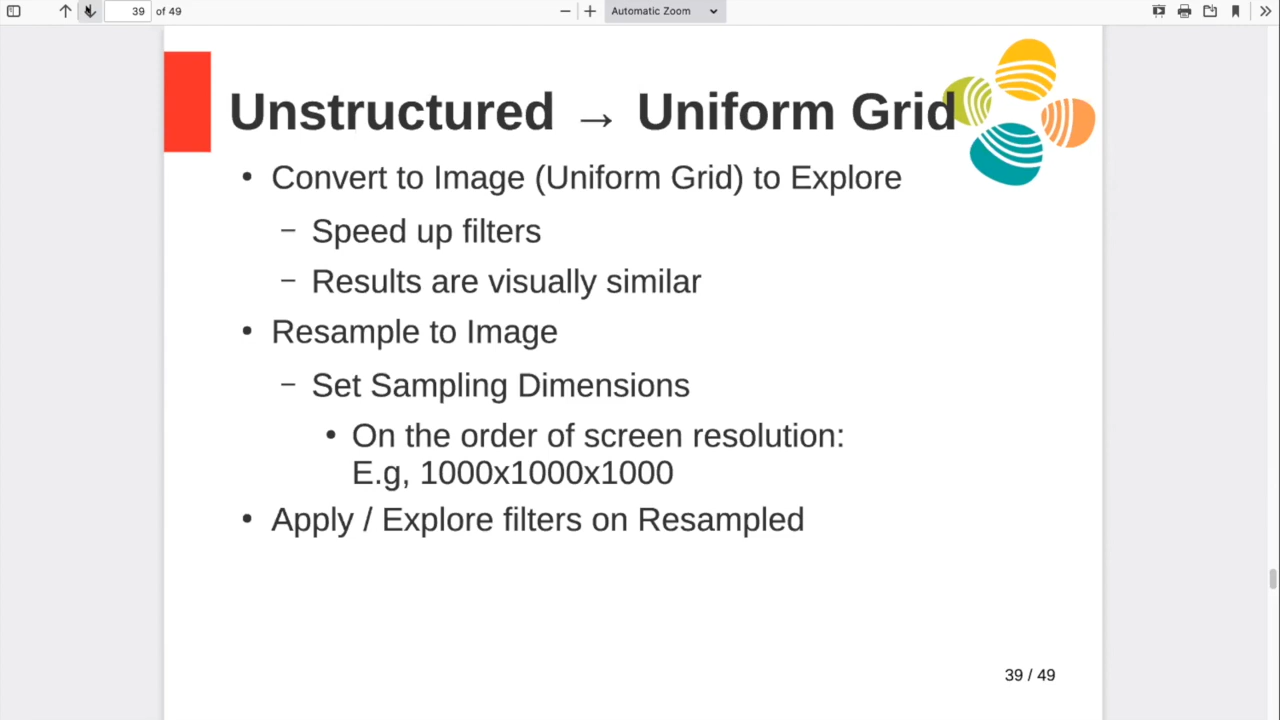 39 of 49
Automatic Zoom
Unstructured → Uniform Grid
• Convert to Image (Uniform Grid) to Explore
– Speed up filters
– Results are visually similar
• Resample to Image
– Set Sampling Dimensions
• On the order of screen resolution:
E.g, 1000x1000x1000
• Apply / Explore filters on Resampled
39 / 49